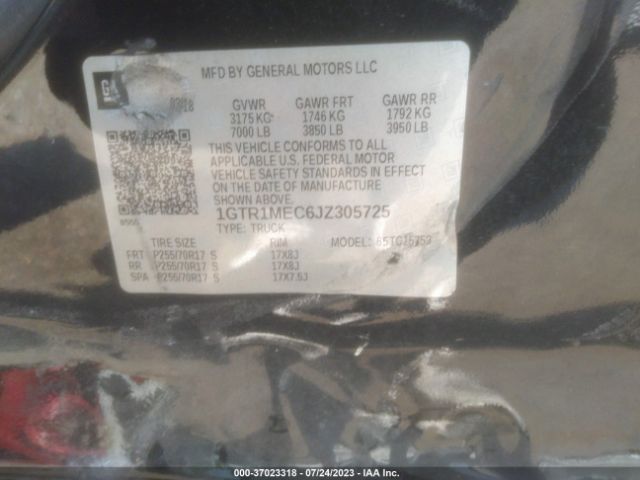 MFD BY GENERAL MOTORS LLC
GVWR GAWR FRT GAWR RR
3175 KG 1746 KG 1792 KG
7000 LB 3850 LB 3950 LB
THIS VEHICLE CONFORMS TO ALL
APPLICABLE U.S. FEDERAL MOTOR
VEHICLE SAFETY STANDARDS IN EFFECT
ON THE DATE OF MANUFACTURE
SHOWN ABOVE.
1GTR1MEC6JZ305725
TYPE: TRUCK MODEL:
TIRE SIZE RIM
FRT P255/70R17 S 17X8J
RR P255/70R17 S 17X8J
SPA P255/70R17 S 17X7.5J
000-37023318 - 07/24/2023 - IAA Inc.